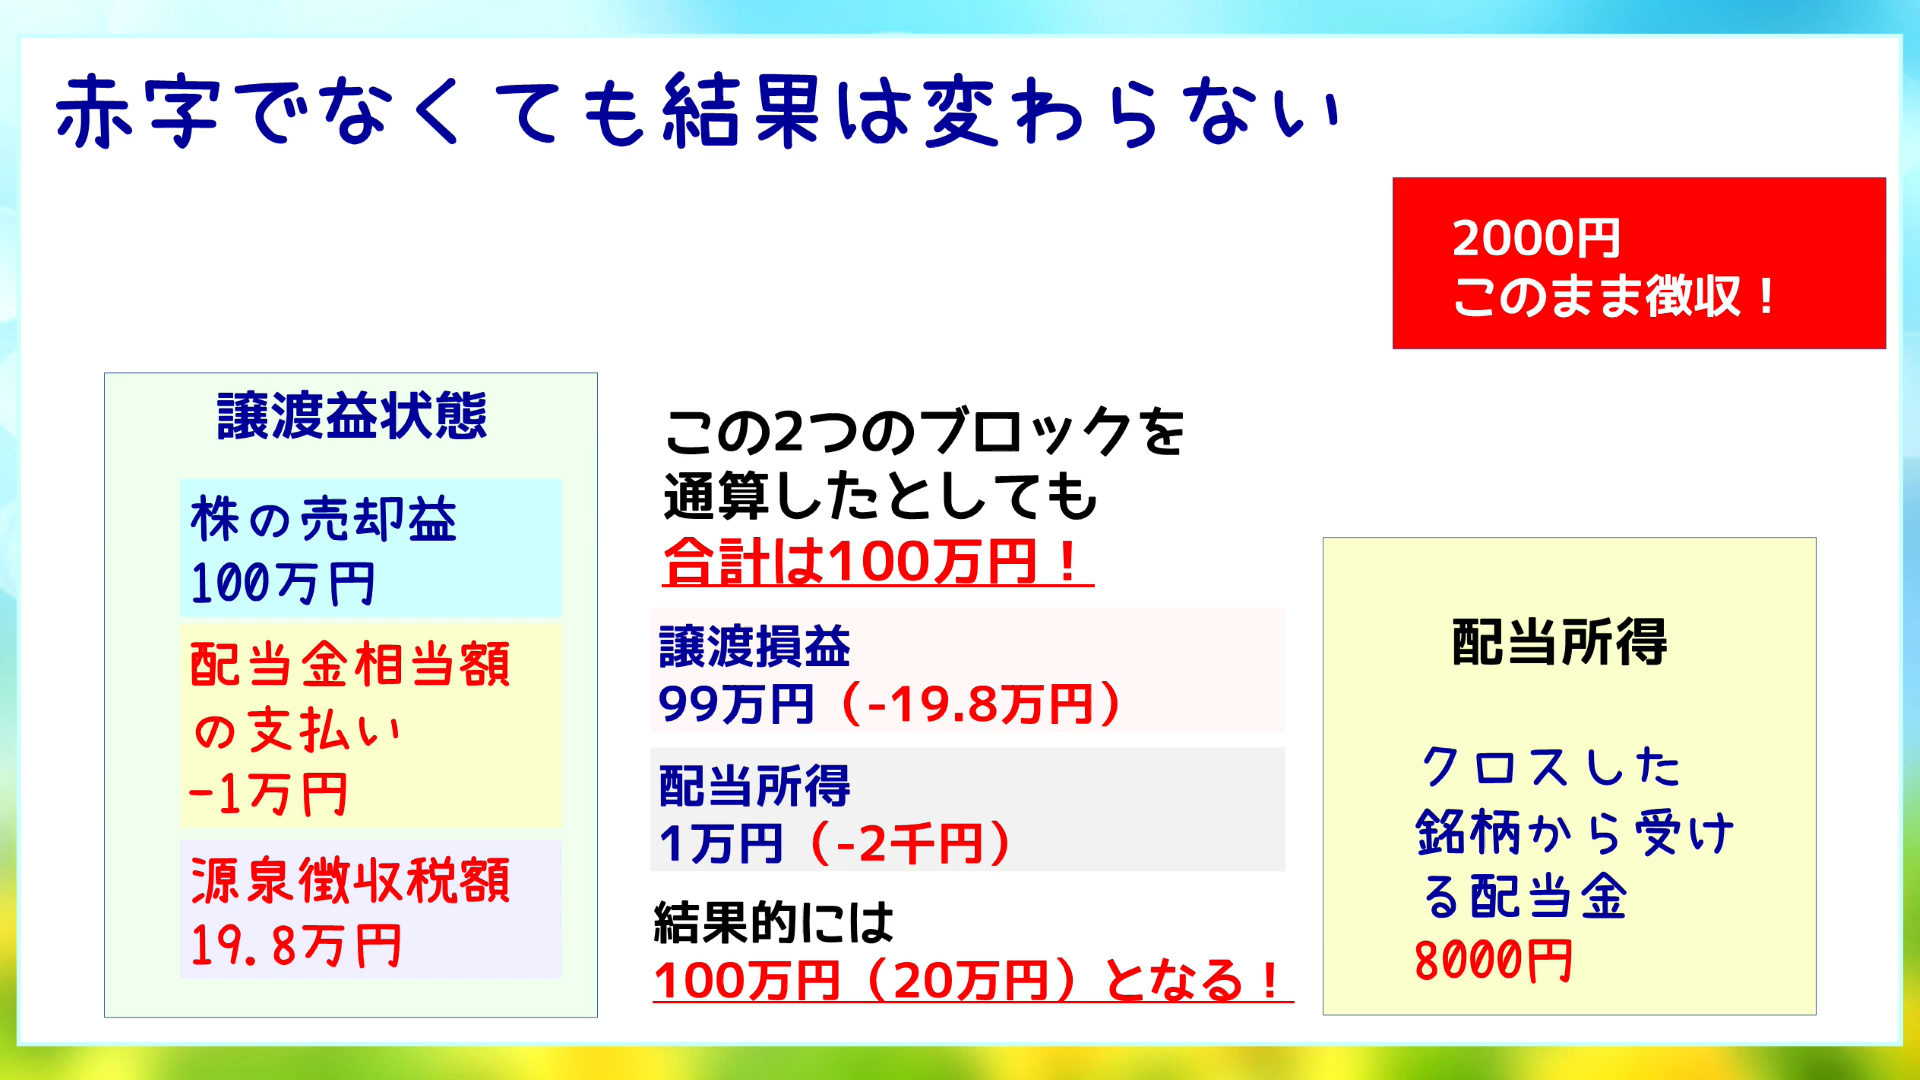 赤字でなくても結果は変わらない
2000円
このまま徴収！
譲渡益状態
株の売却益
100万円
配当金相当額
の支払い
-1万円
源泉徴収税額
19.8万円
この2つのブロックを
通算したとしても
合計は100万円！
譲渡損益
99万円（-19.8万円）
配当所得
1万円（-2千円）
結果的には
100万円（20万円）となる！
配当所得
クロスした
銘柄から受け
る配当金
8000円